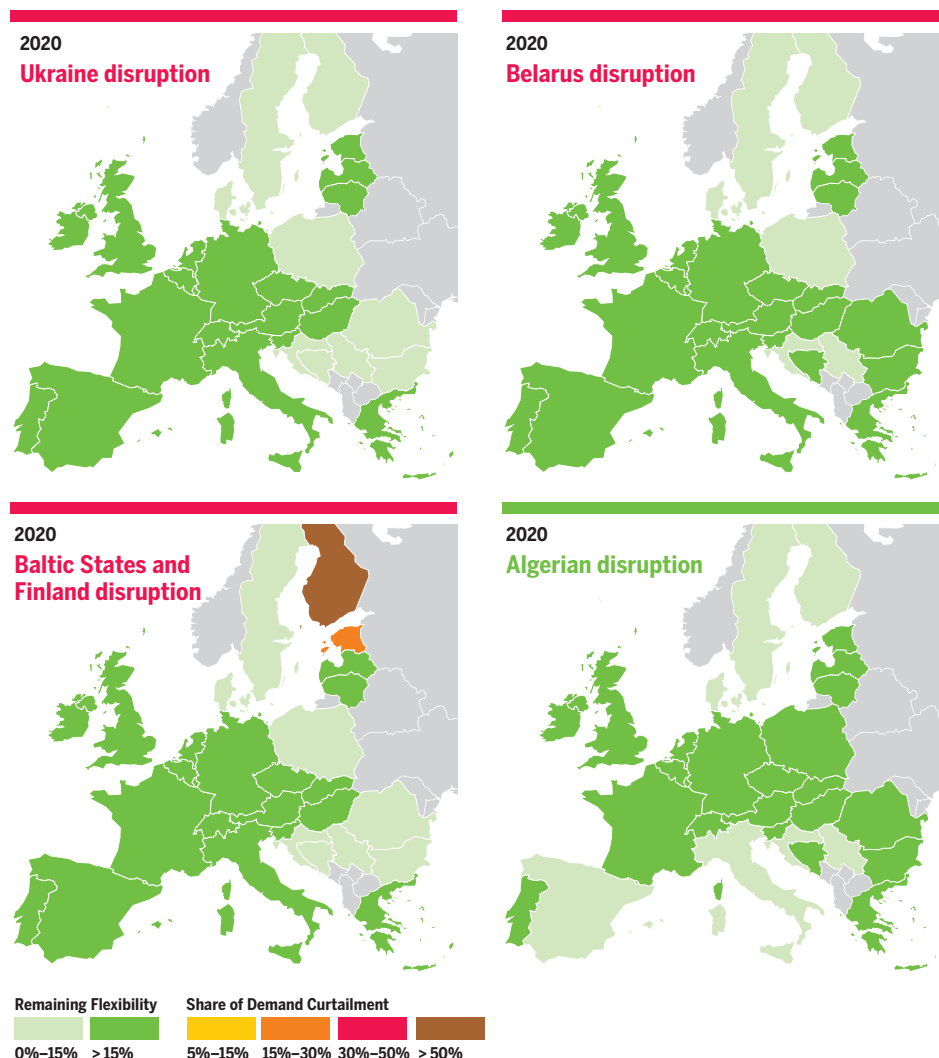 2020
Ukraine disruption
2020
Belarus disruption
2020
Baltic States and
Finland disruption
2020
Algerian disruption
Remaining Flexibility
Share of Demand Curtailment
0%–15% >15%
5%–15% 15%–30% 30%–50% >50%